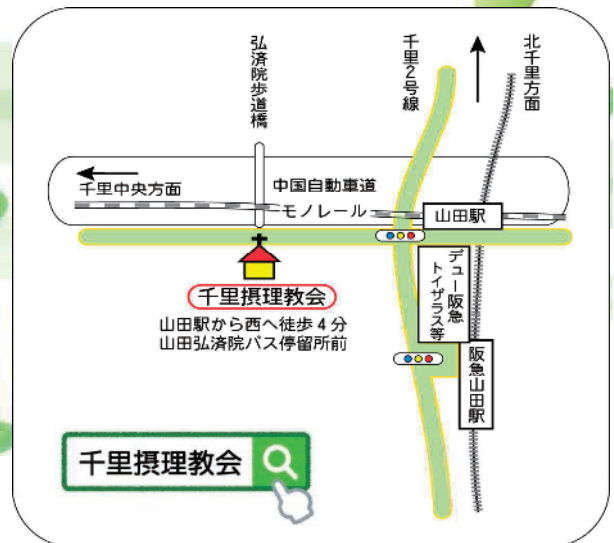 弘済院歩道橋
千里2号線
北千里方面
千里中央方面
中国自動車道
モノレール
山田駅
デュー阪急
トイザラス等
千里摂理教会
山田駅から西へ徒歩4分
山田弘済院バス停留所前
阪急山田駅
千里摂理教会